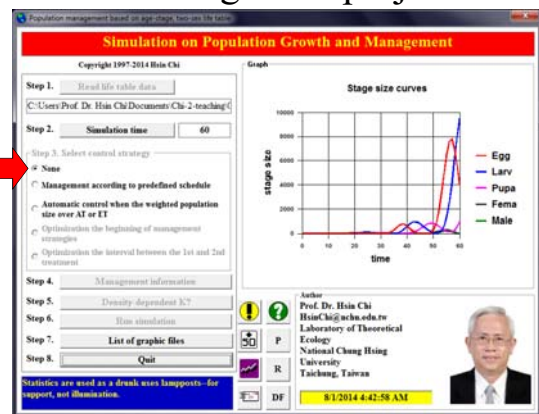 Population management based on age-stage, two-sex life table
Simulation on Population Growth and Management
Copyright 1997-2014 Hsin Chi
Step 1. Read life table data
C:\Users\Prof. Dr. Hsin Chi\Documents\Chi-2-teaching\
Step 2. Simulation time 60
Step 3. Select control strategy
None
Management according to predefined schedule
Automatic control when the weighted population
size over AT or ET
Optimization the beginning of management
strategies
Optimization the interval between the 1st and 2nd
treatment
Step 4. Management information
Step 5. Density-dependent K?
Step 6. Run simulation
Step 7. List of graphic files
Step 8. Quit
Statistics are used as a drunk uses lampposts--for
support, not illumination.
Graph
Stage size curves
stage size
10000
8000
6000
4000
2000
0
0 10 20 30 40 50 60
time
Egg
Larv
Pupa
Fema
Male
50 P
R
DF
Author
Prof. Dr. Hsin Chi
HsinChi@nchu.edu.tw
Laboratory of Theoretical
Ecology
National Chung Hsing
University
Taichung, Taiwan
8/1/2014 4:42:58 AM